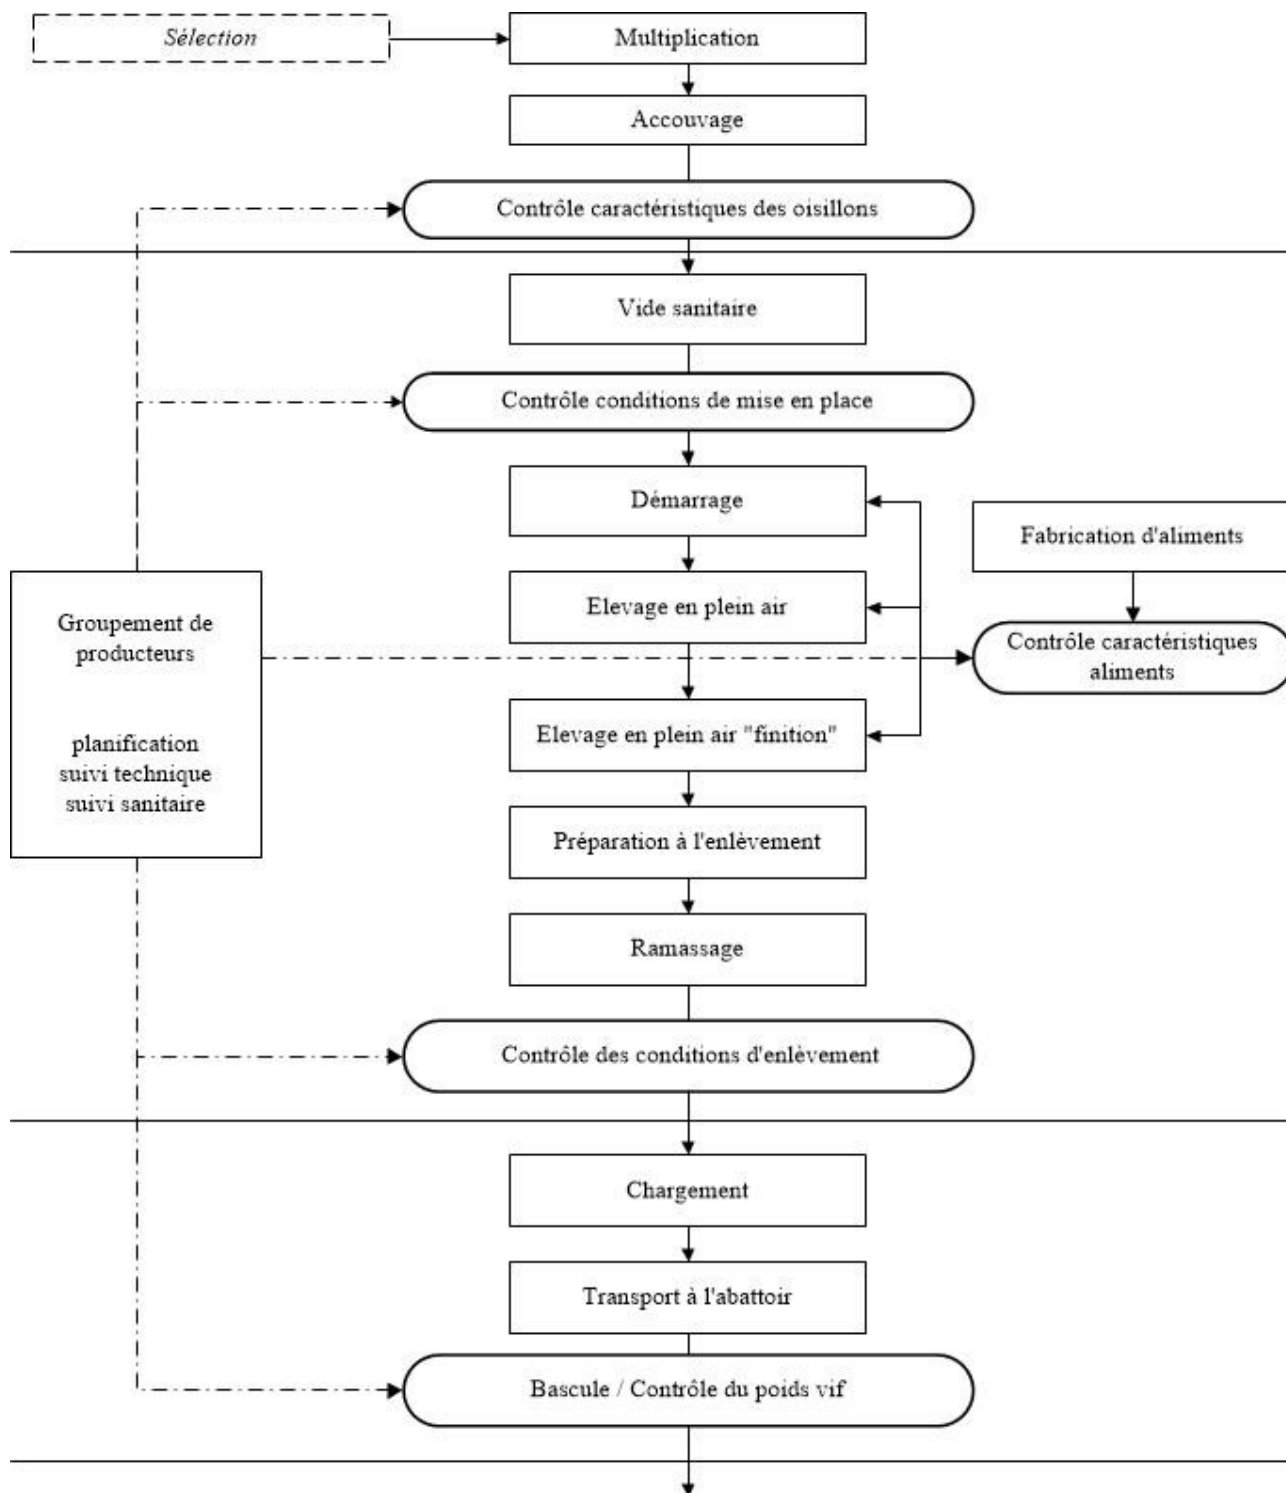 Sélection
Multiplication
Accouvage
Contrôle caractéristiques des oisillons
Vide sanitaire
Contrôle conditions de mise en place
Démarrage
Fabrication d'aliments
Elevage en plein air
Groupement de
producteurs
planification
suivi technique
suivi sanitaire
Contrôle caractéristiques
aliments
Elevage en plein air "finition"
Préparation à l'enlèvement
Ramassage
Contrôle des conditions d'enlèvement
Chargement
Transport à l'abattoir
Bascule / Contrôle du poids vif